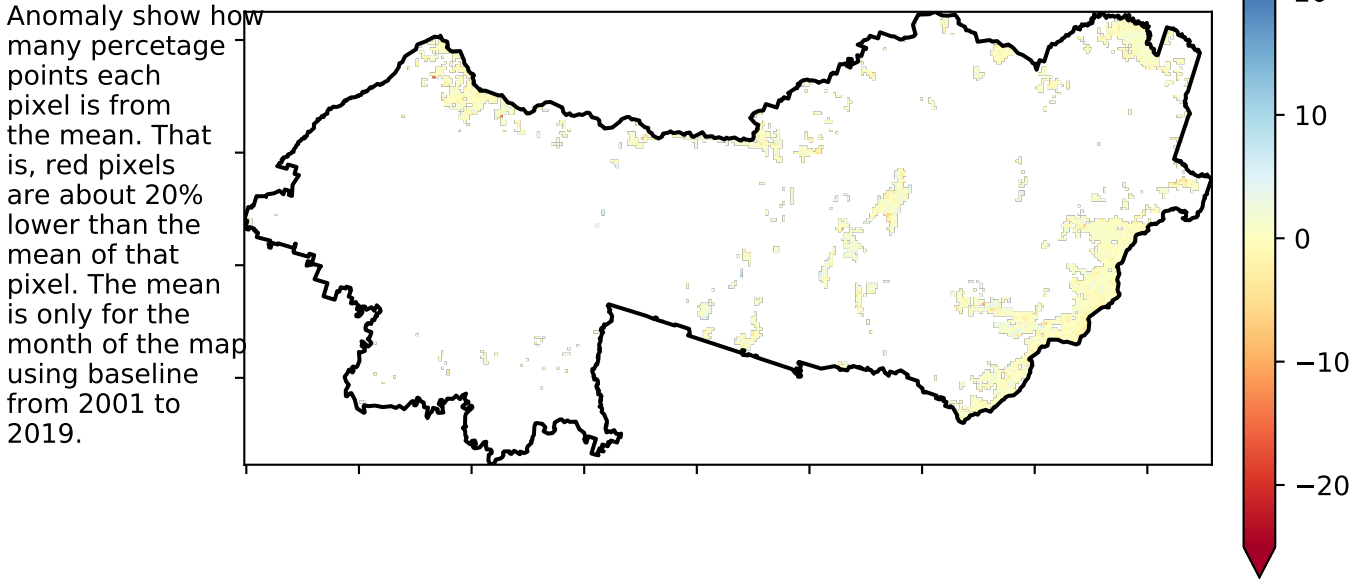 Anomaly show how
many percetage
points each
pixel is from
the mean. That
is, red pixels
are about 20%
lower than the
mean of that
pixel. The mean
is only for the
month of the map
using baseline
from 2001 to
2019.
10
0
−10
−20